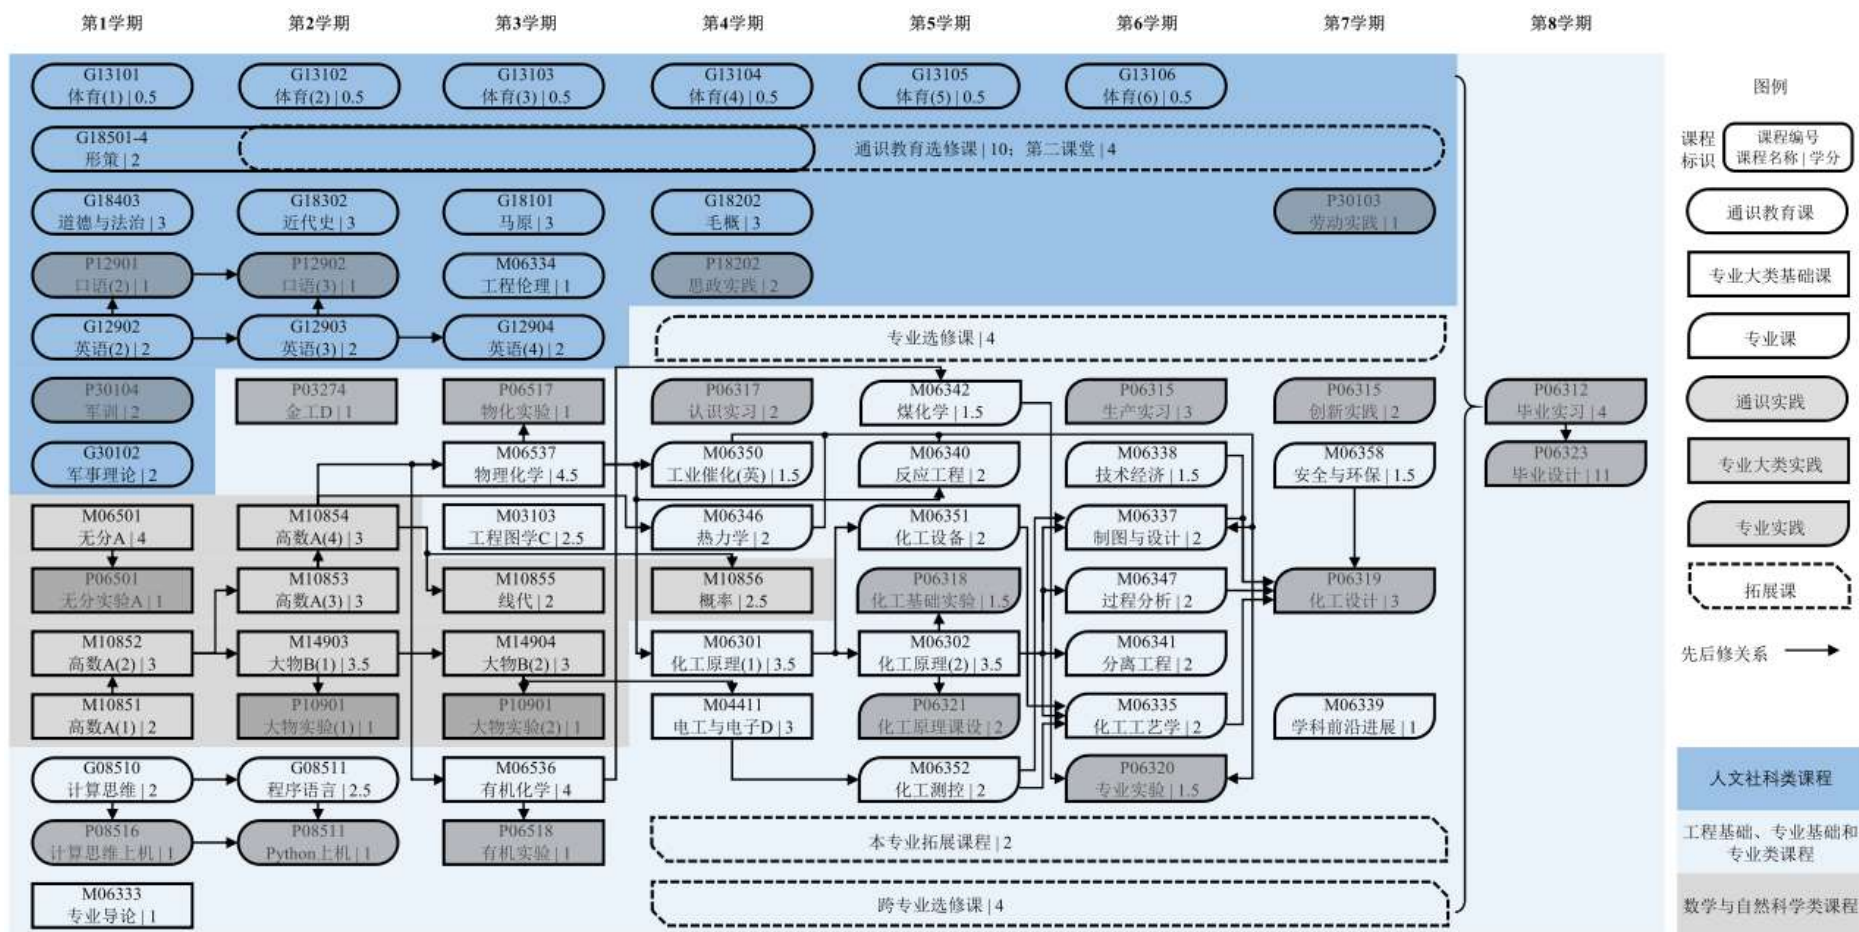 第1学期
第2学期
第3学期
第4学期
第5学期
第6学期
第7学期
第8学期
G13101
体育(1) | 0.5
G13102
体育(2) | 0.5
G13103
体育(3) | 0.5
G13104
体育(4) | 0.5
G13105
体育(5) | 0.5
G13106
体育(6) | 0.5
G18501-4
形策 | 2
通识教育选修课 | 10；第二课堂 | 4
G18403
道德与法治 | 3
G18302
近代史 | 3
G18101
马原 | 3
G18202
毛概 | 3
P30103
劳动实践 | 1
P12901
口语(2) | 1
P12902
口语(3) | 1
M06334
工程伦理 | 1
P18202
思政实践 | 2
G12902
英语(2) | 2
G12903
英语(3) | 2
G12904
英语(4) | 2
专业选修课 | 4
P30104
军训 | 2
P03274
金工D | 1
P06517
物化实验 | 1
P06317
认识实习 | 2
M06342
煤化学 | 1.5
P06315
生产实习 | 3
P06315
创新实践 | 2
P06312
毕业实习 | 4
G30102
军事理论 | 2
M06537
物理化学 | 4.5
M06350
工业催化(英) | 1.5
M06340
反应工程 | 2
M06338
技术经济 | 1.5
M06358
安全与环保 | 1.5
P06323
毕业设计 | 11
M06501
无分A | 4
M10854
高数A(4) | 3
M03103
工程图学C | 2.5
M06346
热力学 | 2
M06351
化工设备 | 2
M06337
制图与设计 | 2
P06501
无分实验A | 1
M10853
高数A(3) | 3
M10855
线代 | 2
M10856
概率 | 2.5
P06318
化工基础实验 | 1.5
M06347
过程分析 | 2
P06319
化工设计 | 3
M10852
高数A(2) | 3
M14903
大物B(1) | 3.5
M14904
大物B(2) | 3
M06301
化工原理(1) | 3.5
M06302
化工原理(2) | 3.5
M06341
分离工程 | 2
M10851
高数A(1) | 2
P10901
大物实验(1) | 1
P10901
大物实验(2) | 1
M04411
电工与电子D | 3
P06321
化工原理课设 | 2
M06335
化工工艺学 | 2
M06339
学科前沿进展 | 1
G08510
计算思维 | 2
G08511
程序语言 | 2.5
M06536
有机化学 | 4
M06352
化工测控 | 2
P06320
专业实验 | 1.5
P08516
计算思维上机 | 1
P08511
Python上机 | 1
P06518
有机实验 | 1
本专业拓展课程 | 2
M06333
专业导论 | 1
跨专业选修课 | 4
图例
课程
标识
课程编号
课程名称 | 学分
通识教育课
专业大类基础课
专业课
通识实践
专业大类实践
专业实践
拓展课
先后修关系
人文社科类课程
工程基础、专业基础和
专业类课程
数学与自然科学类课程